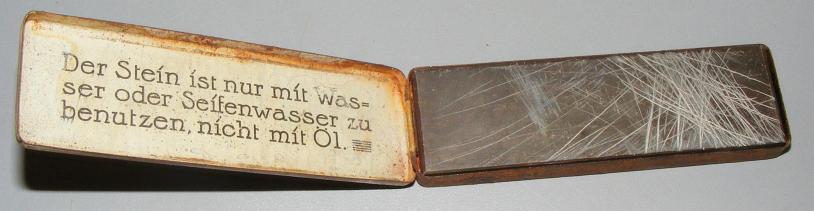 Der Stein ist nur mit Was=
ser oder Seifenwasser zu
benutzen, nicht mit Öl.